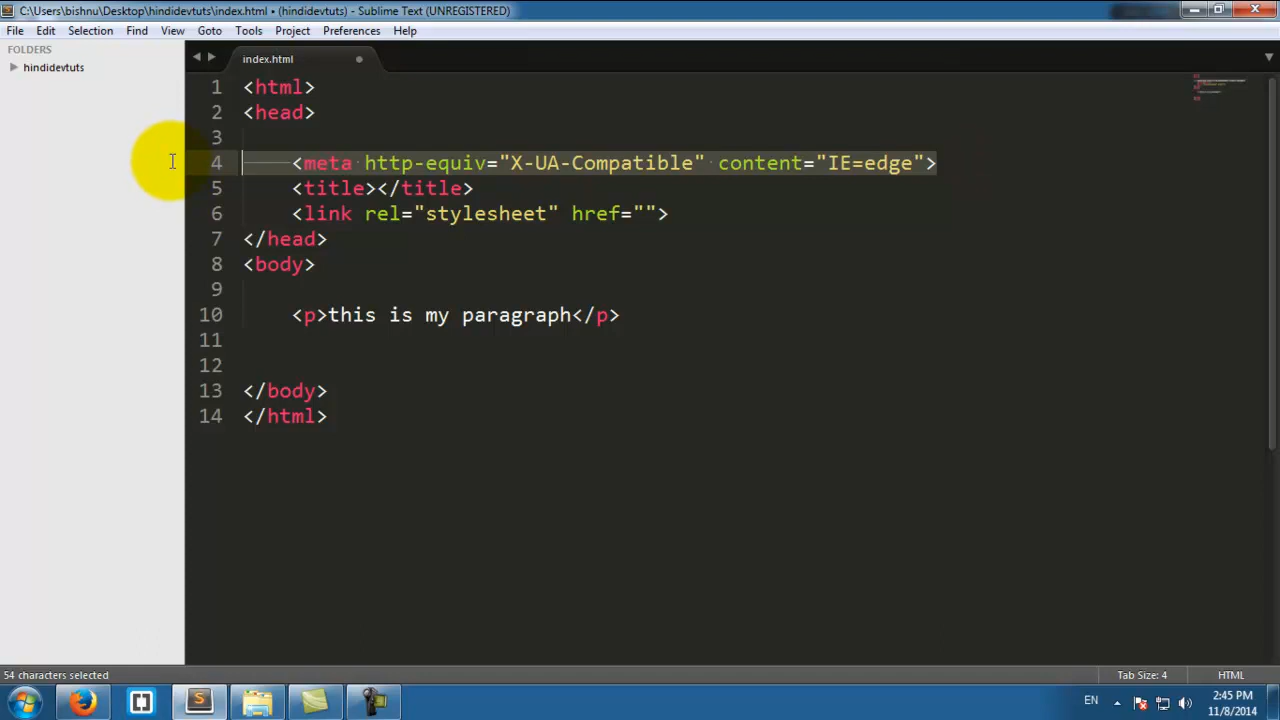 C:\Users\bishnu\Desktop\hindidevtuts\index.html • (hindidevtuts) - Sublime Text (UNREGISTERED)
File Edit Selection Find View Goto Tools Project Preferences Help
FOLDERS
hindidevtuts
index.html
1 <html>
2 <head>
3
4 <meta http-equiv="X-UA-Compatible" content="IE=edge">
5 <title></title>
6 <link rel="stylesheet" href="">
7 </head>
8 <body>
9
10 <p>this is my paragraph</p>
11
12
13 </body>
14 </html>
54 characters selected
Tab Size: 4
HTML
EN
2:45 PM
11/8/2014